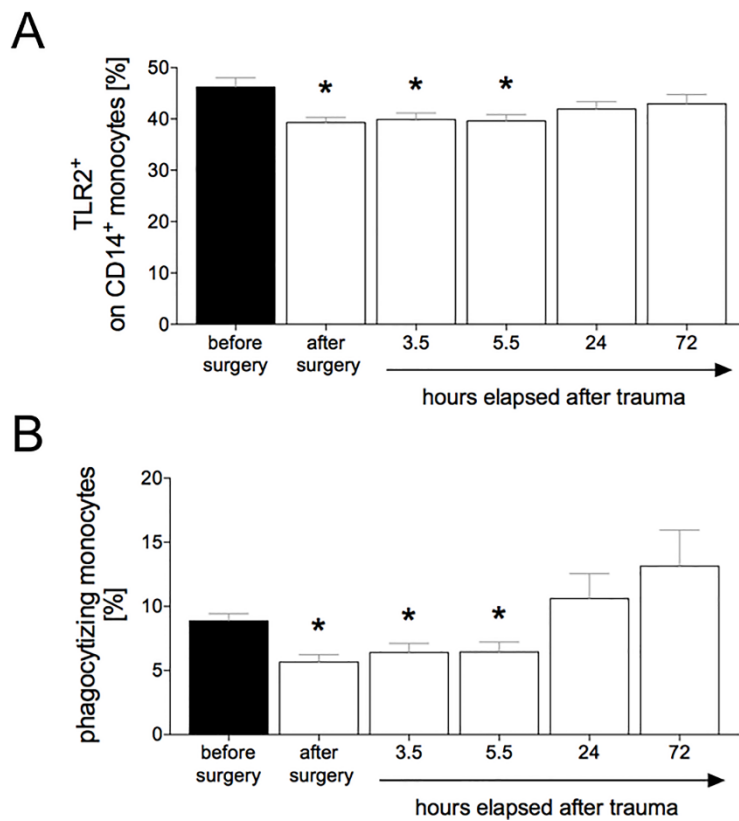 A
TLR2⁺
on CD14⁺ monocytes [%]
50
40
30
20
10
0
* * *
before surgery
after surgery
3.5
5.5
24
72
hours elapsed after trauma
B
phagocytizing monocytes
[%]
20
15
10
5
0
* * *
before surgery
after surgery
3.5
5.5
24
72
hours elapsed after trauma